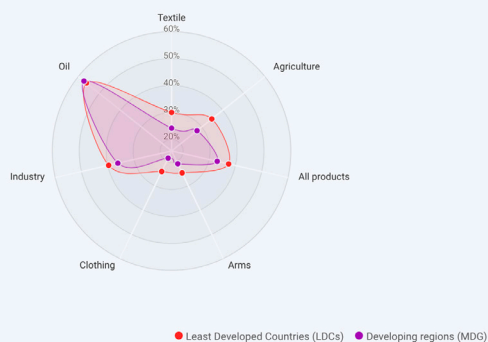 Textile
60%
50%
40%
30%
20%
Oil
Agriculture
Industry
All products
Clothing
Arms
Least Developed Countries (LDCs)
Developing regions (MDG)